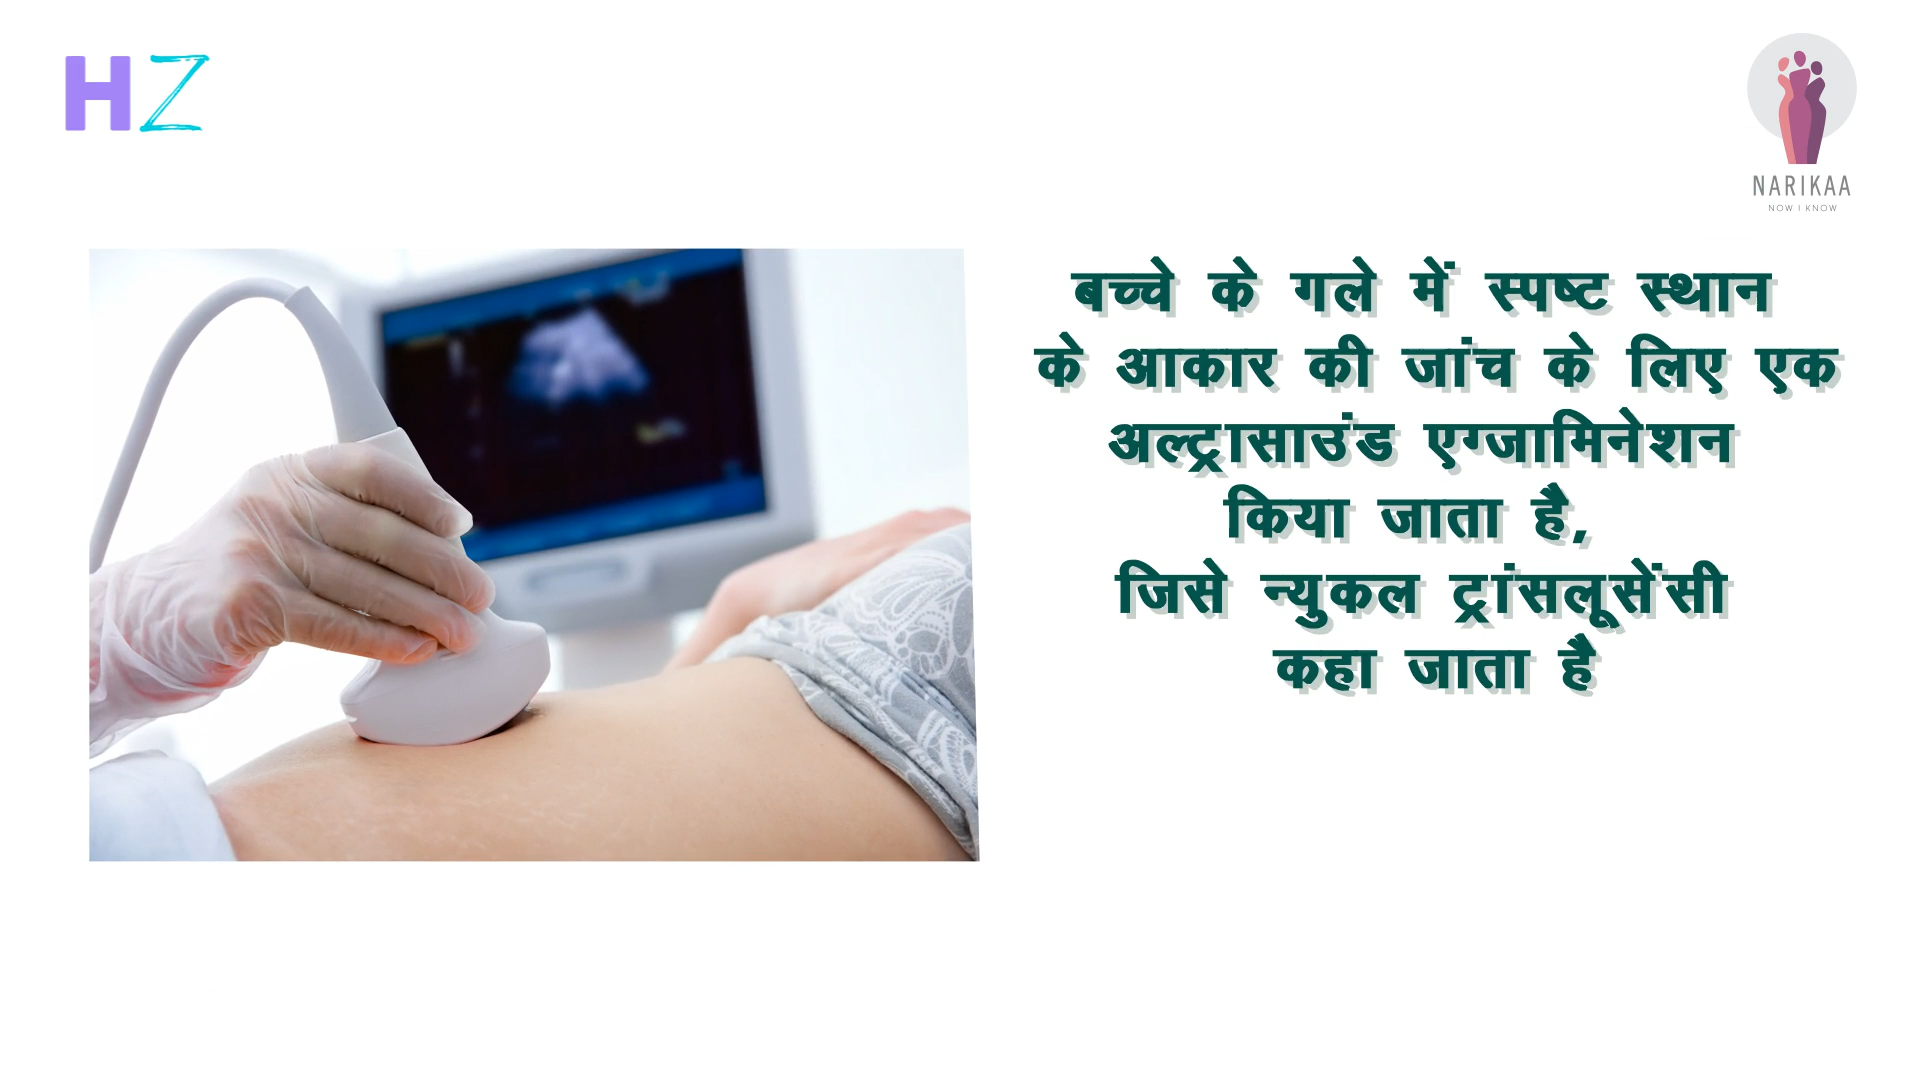 HZ
NARIKAA
NOW I KNOW
बच्चे के गले में स्पष्ट स्थान
के आकार की जांच के लिए एक
अल्ट्रासाउंड एग्जामिनेशन
किया जाता है,
जिसे न्युकल ट्रांसलूसेंसी
कहा जाता है